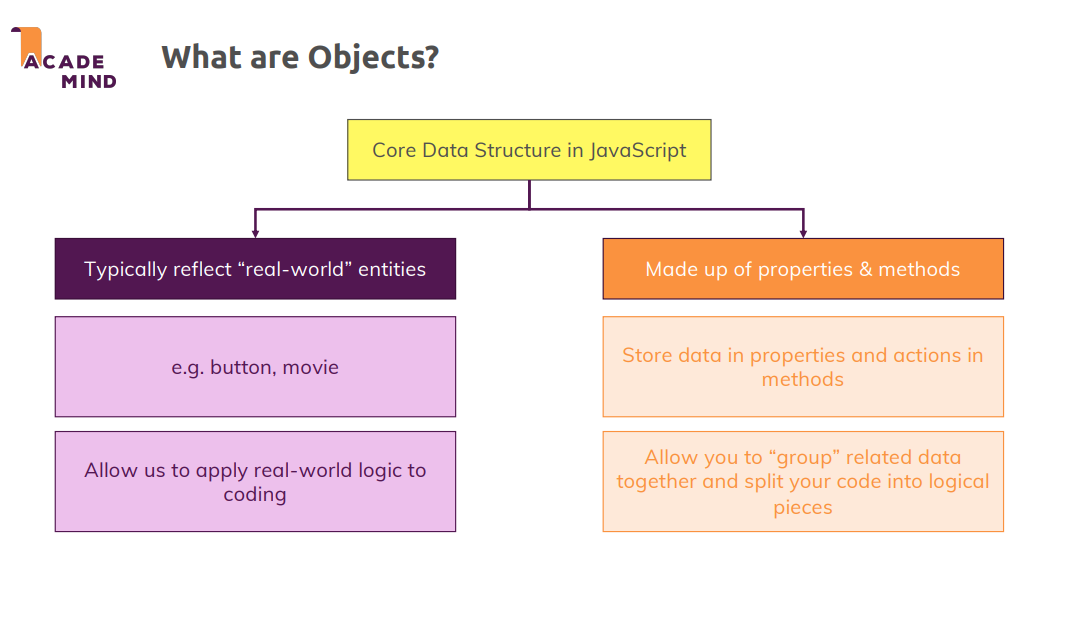 ACADE
MIND
What are Objects?
Core Data Structure in JavaScript
Typically reflect “real-world” entities
e.g. button, movie
Allow us to apply real-world logic to
coding
Made up of properties & methods
Store data in properties and actions in
methods
Allow you to “group” related data
together and split your code into logical
pieces